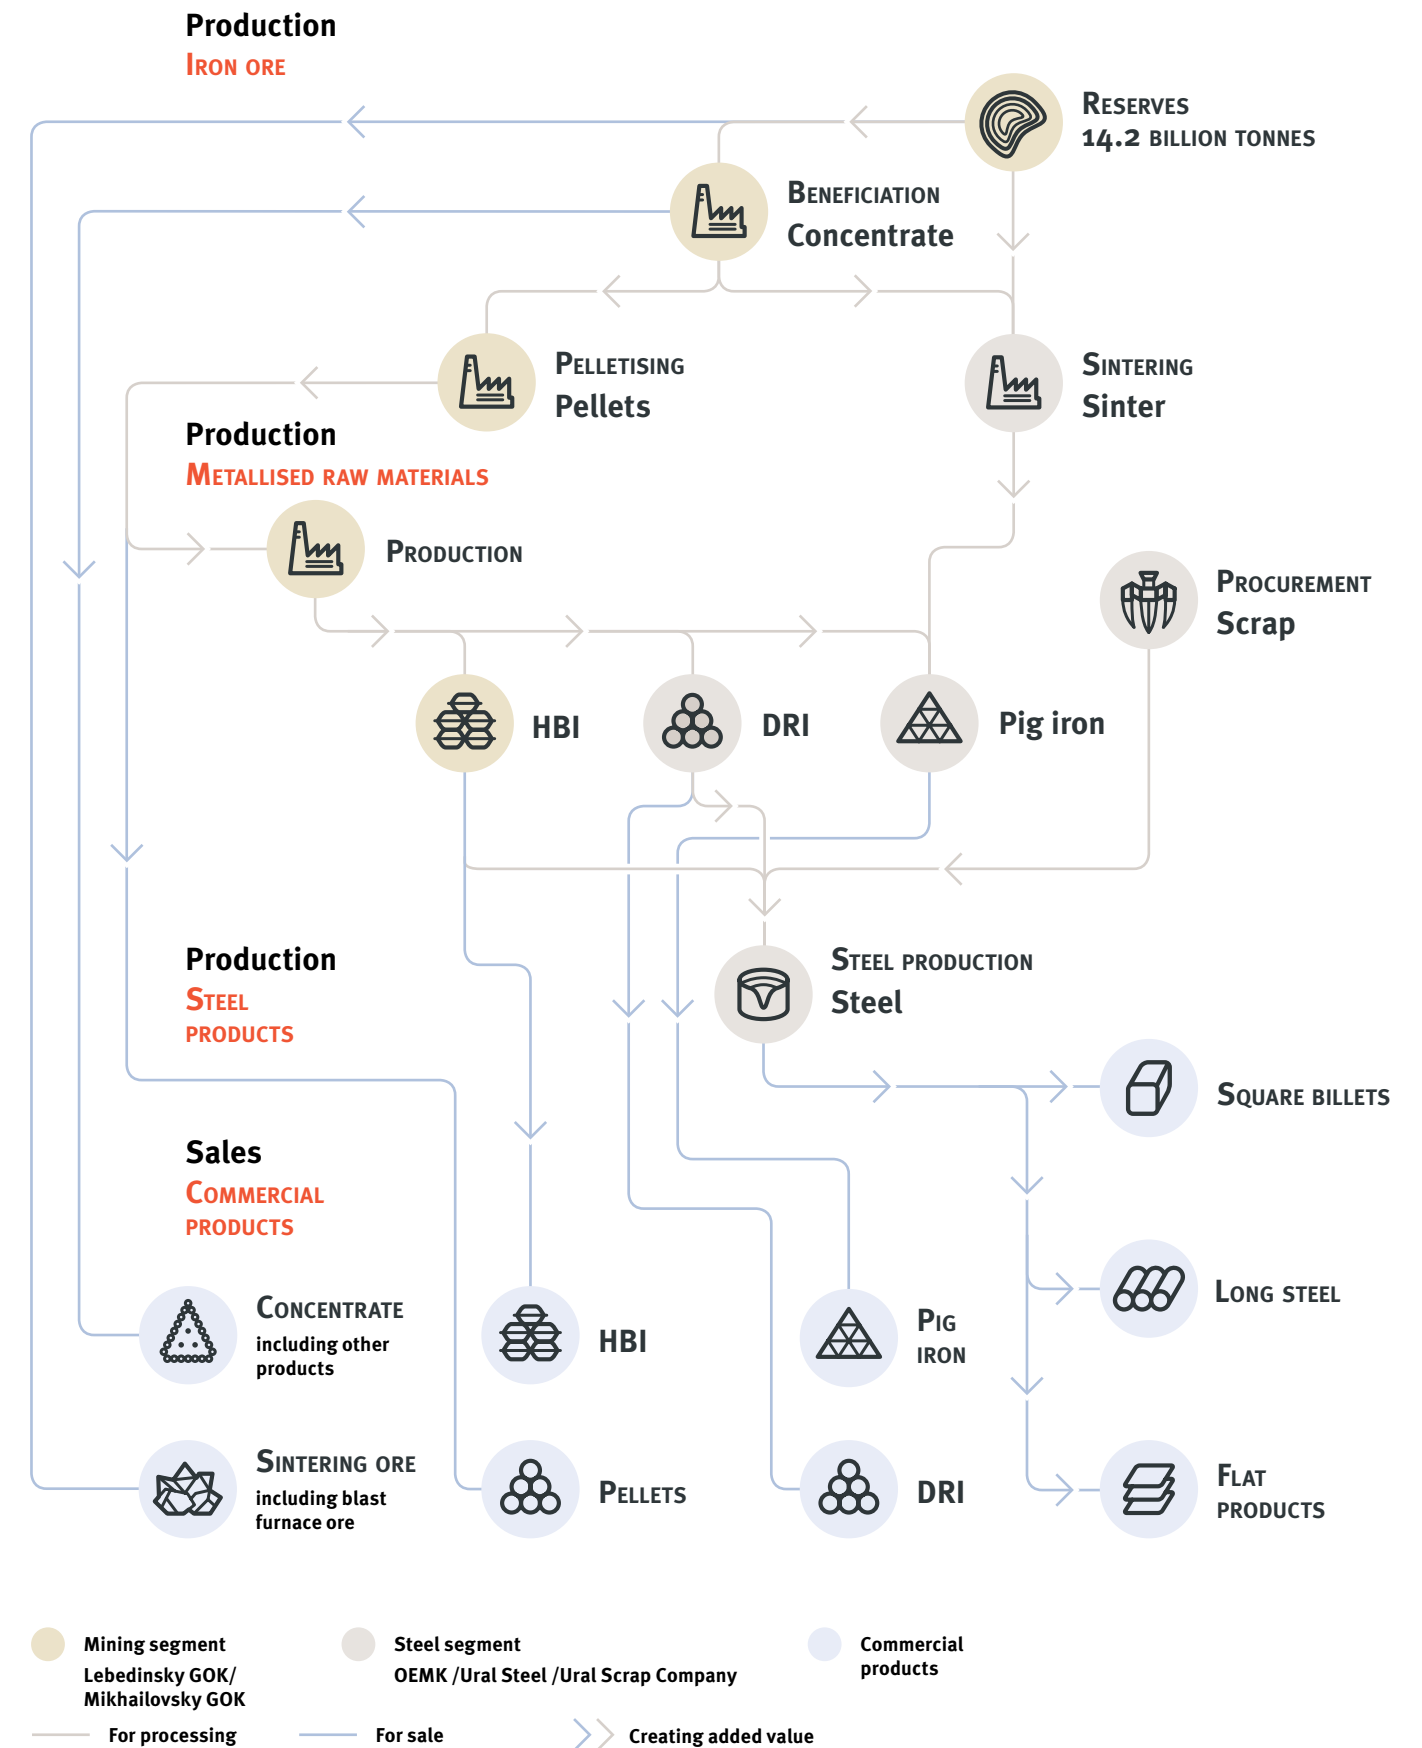 Production
Iron ore
Reserves
14.2 billion tonnes
Beneficiation
Concentrate
Pelletising
Pellets
Sintering
Sinter
Production
Metallised raw materials
Production
Procurement
Scrap
HBI
DRI
Pig iron
Production
Steel
products
Steel production
Steel
Square billets
Sales
Commercial
products
Concentrate
including other
products
HBI
Pig
iron
Long steel
Sintering ore
including blast
furnace ore
Pellets
DRI
Flat
products
Mining segment
Lebedinsky GOK/
Mikhailovsky GOK
Steel segment
OEMK /Ural Steel /Ural Scrap Company
Commercial
products
For processing
For sale
Creating added value